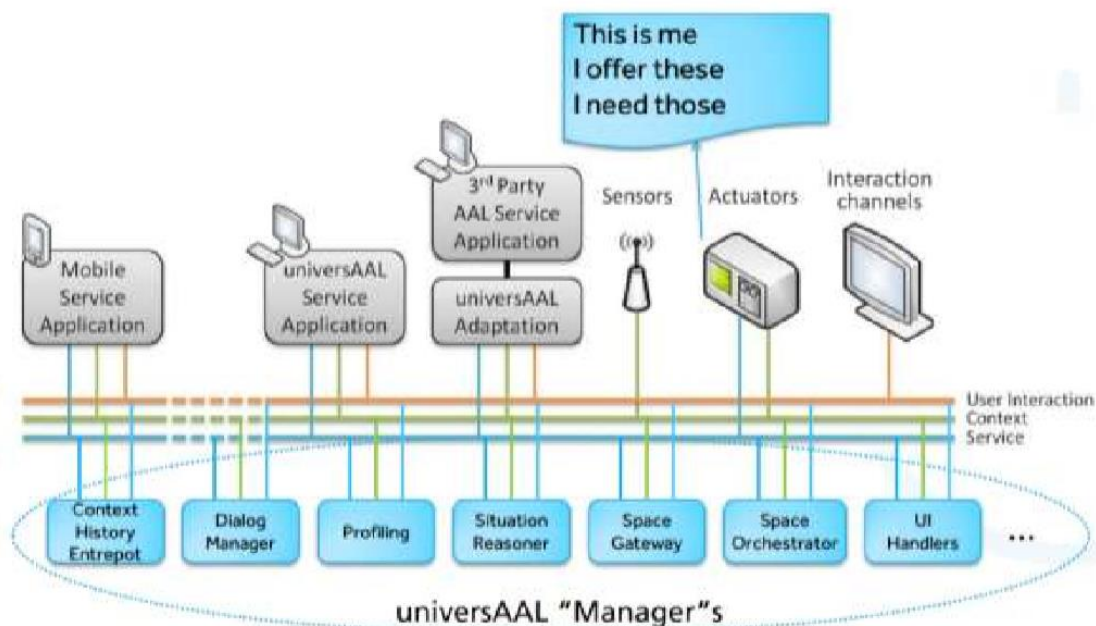 This is me
I offer these
I need those
3rd Party
AAL Service
Application
Sensors
Actuators
Interaction
channels
Mobile
Service
Application
universAAL
Service
Application
universAAL
Adaptation
User Interaction
Context
Service
Context
History
Entrepot
Dialog
Manager
Profiling
Situation
Reasoner
Space
Gateway
Space
Orchestrator
UI
Handlers
...
universAAL "Manager"s